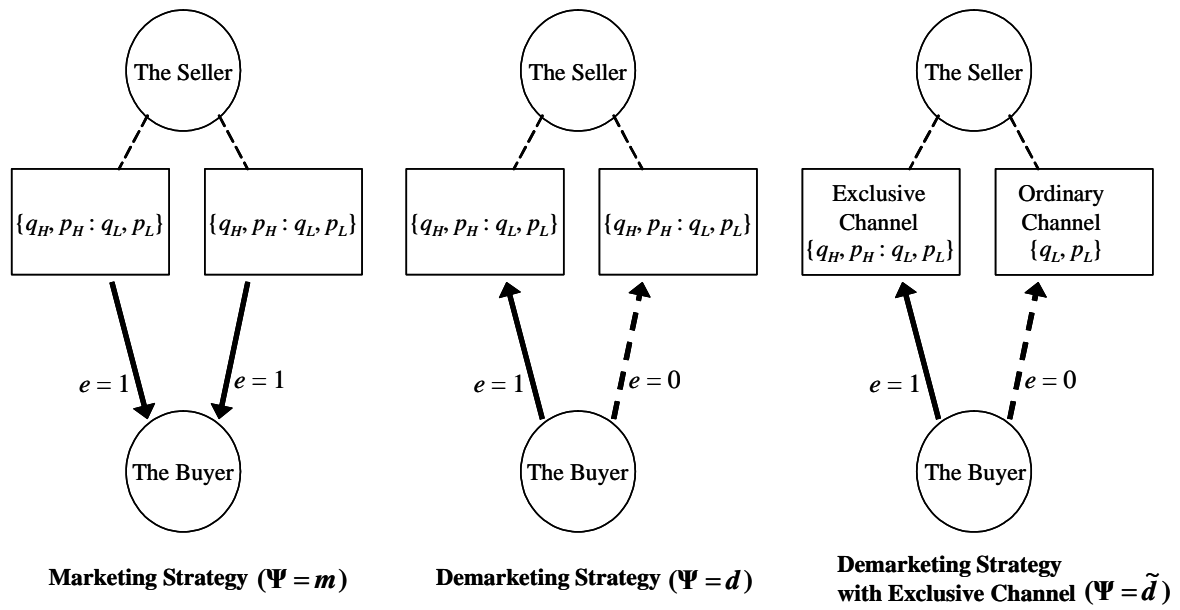 The Seller
The Seller
The Seller
{q_H, p_H : q_L, p_L}
{q_H, p_H : q_L, p_L}
{q_H, p_H : q_L, p_L}
{q_H, p_H : q_L, p_L}
Exclusive
Channel
{q_H, p_H : q_L, p_L}
Ordinary
Channel
{q_L, p_L}
e = 1
e = 1
e = 1
e = 0
e = 1
e = 0
The Buyer
The Buyer
The Buyer
Marketing Strategy (Ψ = m)
Demarketing Strategy (Ψ = d)
Demarketing Strategy
with Exclusive Channel (Ψ = d̃)